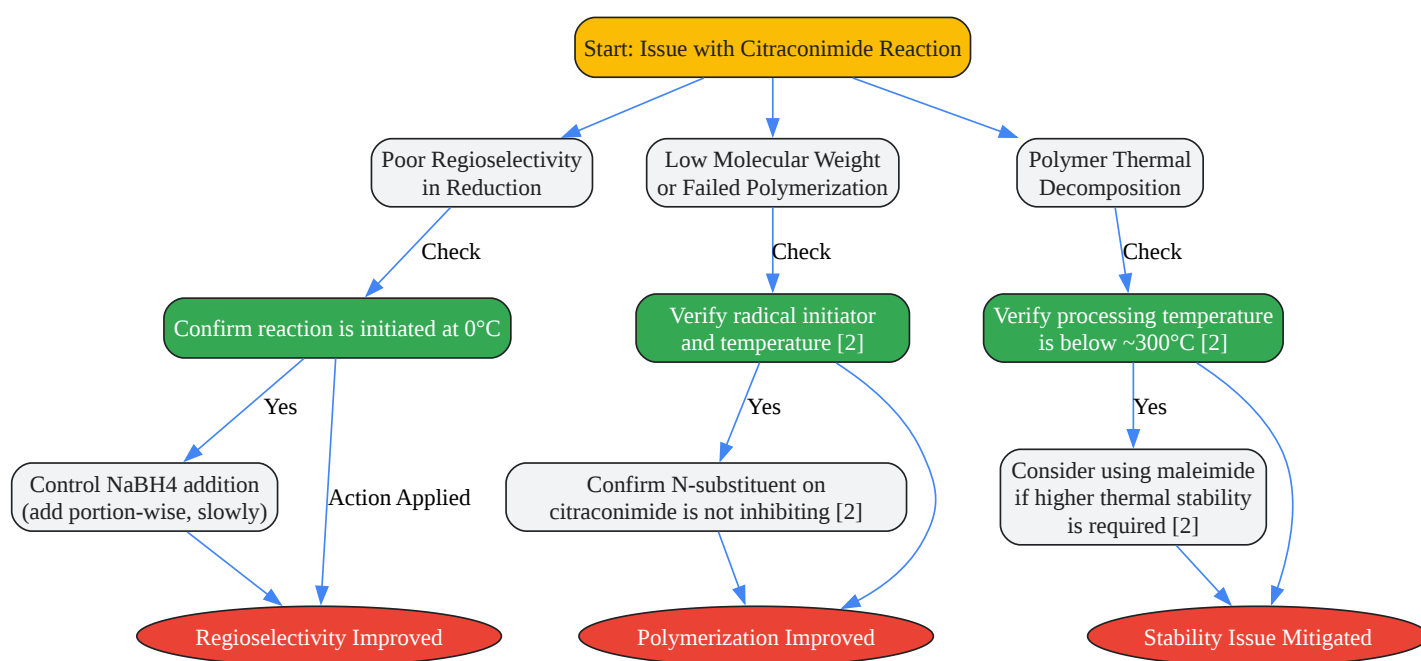 Start: Issue with Citraconimide Reaction
Poor Regioselectivity
in Reduction
Low Molecular Weight
or Failed Polymerization
Polymer Thermal
Decomposition
Check
Check
Check
Confirm reaction is initiated at 0°C
Verify radical initiator
and temperature [2]
Verify processing temperature
is below ~300°C [2]
Yes
Yes
Yes
Control NaBH4 addition
(add portion-wise, slowly)
Action Applied
Confirm N-substituent on
citraconimide is not inhibiting [2]
Consider using maleimide
if higher thermal stability
is required [2]
Regioselectivity Improved
Polymerization Improved
Stability Issue Mitigated